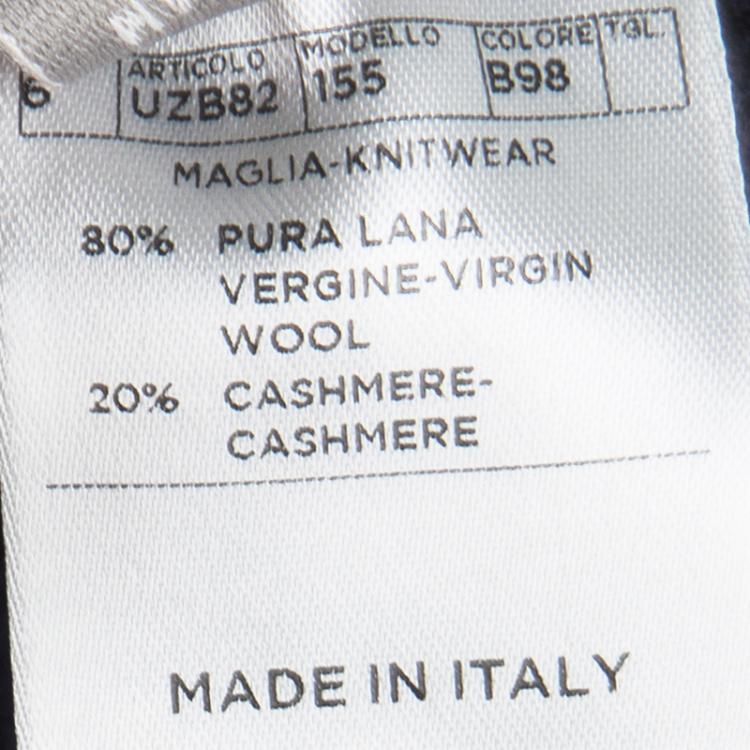 ARTICOLO MODELLO COLORE TGL.
6 UZB82 155 B98
MAGLIA-KNITWEAR
80% PURA LANA
VERGINE-VIRGIN
WOOL
20% CASHMERE-
CASHMERE
MADE IN ITALY